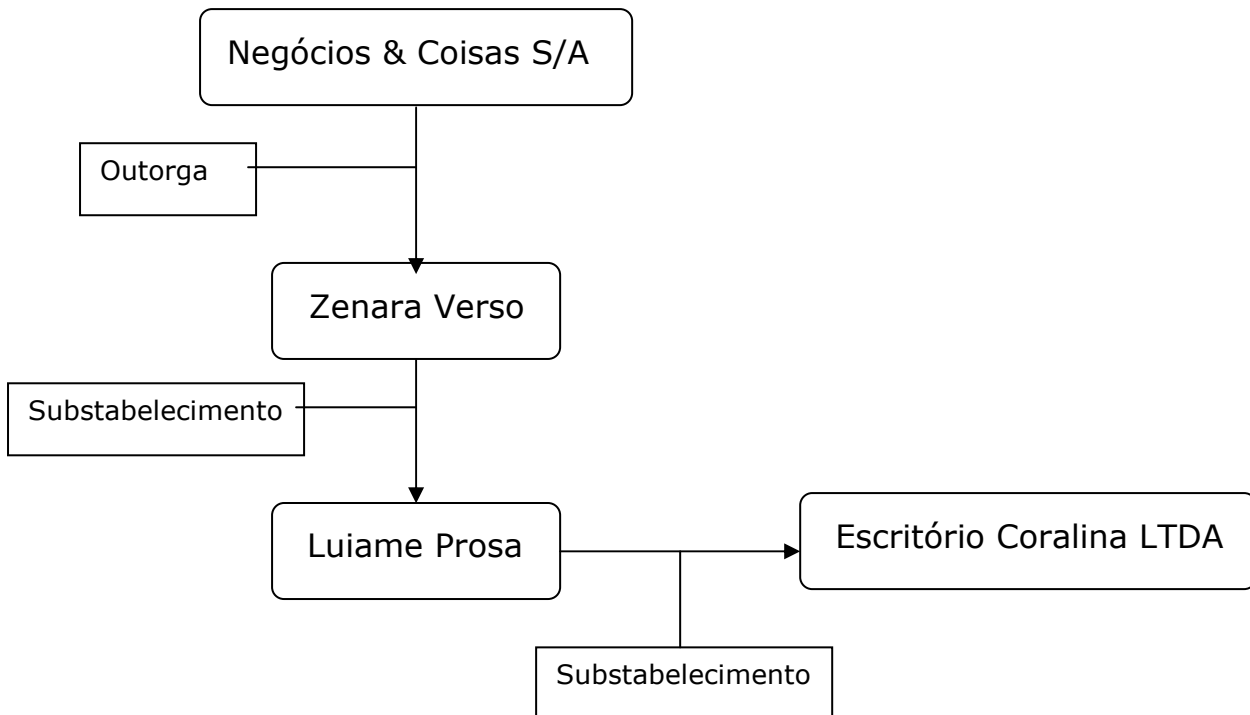 Negócios & Coisas S/A
Outorga
Zenara Verso
Substabelecimento
Luiame Prosa
Escritório Coralina LTDA
Substabelecimento